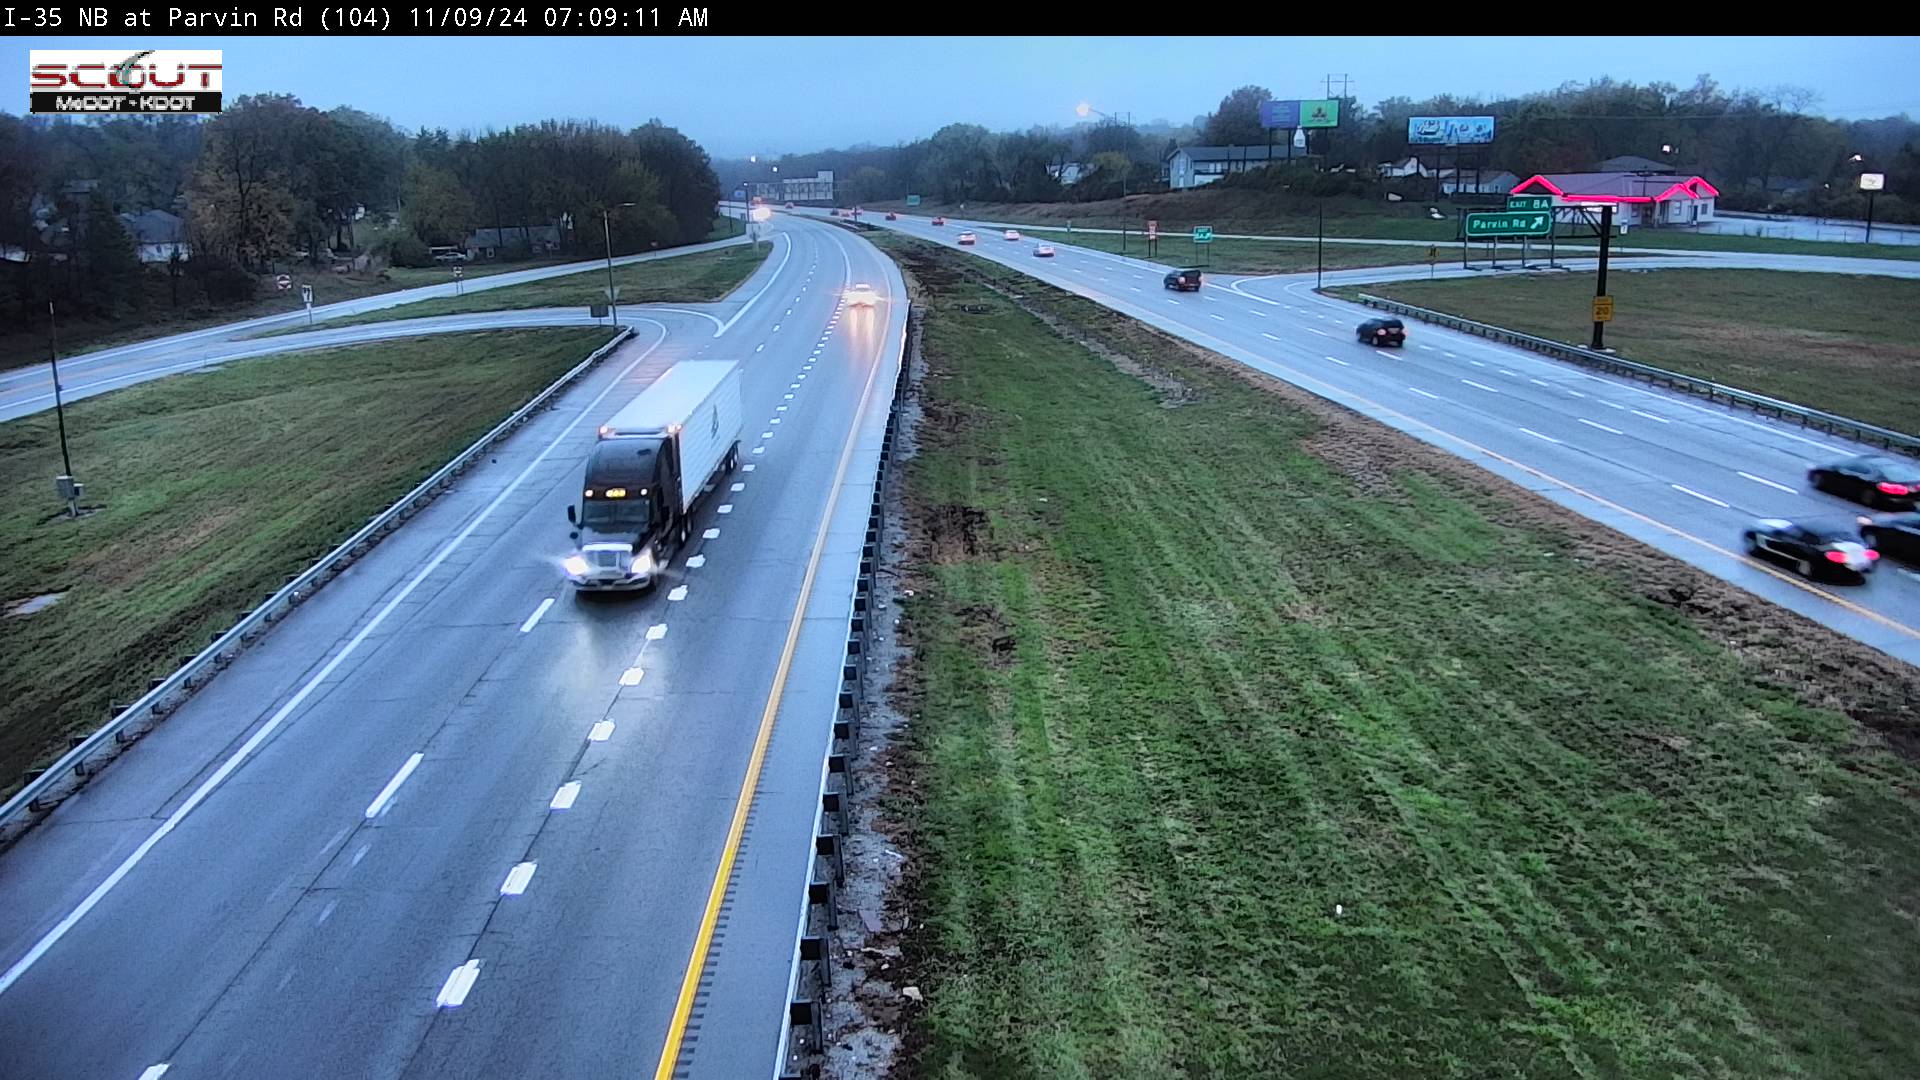 I-35 NB at Parvin Rd (104) 11/09/24 07:09:11 AM
SCOUT
MoDOT - KDOT
EXIT 8A
Parvin Rd
20